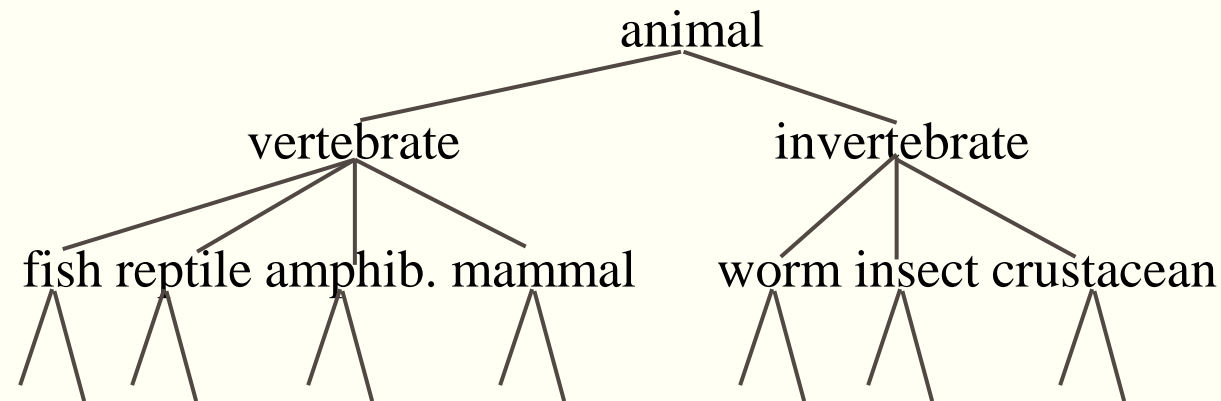 animal
vertebrate invertebrate
fish reptile amphib. mammal worm insect crustacean